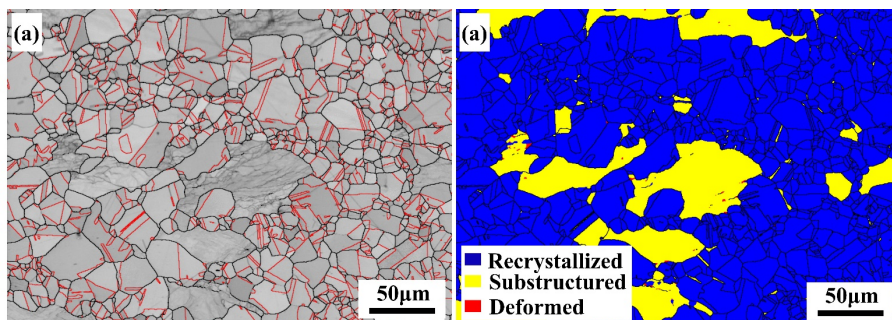 (a)
50μm
(a)
Recrystallized
Substructured
Deformed
50μm